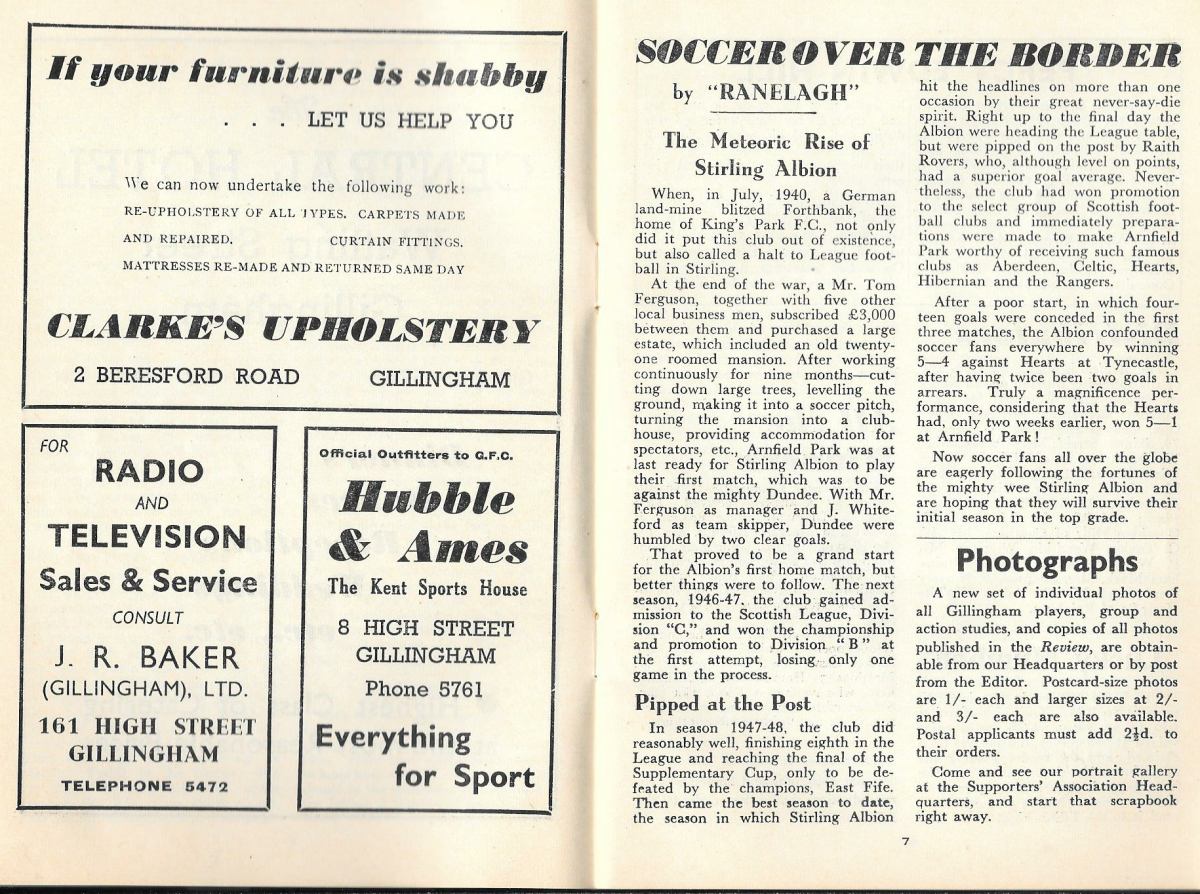 If your furniture is shabby
. . . LET US HELP YOU
We can now undertake the following work:
RE-UPHOLSTERY OF ALL TYPES. CARPETS MADE
AND REPAIRED. CURTAIN FITTINGS.
MATTRESSES RE-MADE AND RETURNED SAME DAY
CLARKE'S UPHOLSTERY
2 BERESFORD ROAD GILLINGHAM
FOR
RADIO
AND
TELEVISION
Sales & Service
CONSULT
J. R. BAKER
(GILLINGHAM), LTD.
161 HIGH STREET
GILLINGHAM
TELEPHONE 5472
Official Outfitters to G.F.C.
Hubble
& Ames
The Kent Sports House
8 HIGH STREET
GILLINGHAM
Phone 5761
Everything
for Sport
SOCCER OVER THE BORDER
by "RANELAGH"
The Meteoric Rise of
Stirling Albion
When, in July, 1940, a German
land-mine blitzed Forthbank, the
home of King's Park F.C., not only
did it put this club out of existence,
but also called a halt to League foot-
ball in Stirling.
At the end of the war, a Mr. Tom
Ferguson, together with five other
local business men, subscribed £3,000
between them and purchased a large
estate, which included an old twenty-
one roomed mansion. After working
continuously for nine months—cut-
ting down large trees, levelling the
ground, making it into a soccer pitch,
turning the mansion into a club-
house, providing accommodation for
spectators, etc., Arnfield Park was at
last ready for Stirling Albion to play
their first match, which was to be
against the mighty Dundee. With Mr.
Ferguson as manager and J. White-
ford as team skipper, Dundee were
humbled by two clear goals.
That proved to be a grand start
for the Albion's first home match, but
better things were to follow. The next
season, 1946-47, the club gained ad-
mission to the Scottish League, Divi-
sion "C," and won the championship
and promotion to Division "B" at
the first attempt, losing only one
game in the process.
Pipped at the Post
In season 1947-48, the club did
reasonably well, finishing eighth in the
League and reaching the final of the
Supplementary Cup, only to be de-
feated by the champions, East Fife.
Then came the best season to date,
the season in which Stirling Albion
hit the headlines on more than one
occasion by their great never-say-die
spirit. Right up to the final day the
Albion were heading the League table,
but were pipped on the post by Raith
Rovers, who, although level on points,
had a superior goal average. Never-
theless, the club had won promotion
to the select group of Scottish foot-
ball clubs and immediately prepara-
tions were made to make Arnfield
Park worthy of receiving such famous
clubs as Aberdeen, Celtic, Hearts,
Hibernian and the Rangers.
After a poor start, in which four-
teen goals were conceded in the first
three matches, the Albion confounded
soccer fans everywhere by winning
5—4 against Hearts at Tynecastle,
after having twice been two goals in
arrears. Truly a magnificence per-
formance, considering that the Hearts
had, only two weeks earlier, won 5—1
at Arnfield Park!
Now soccer fans all over the globe
are eagerly following the fortunes of
the mighty wee Stirling Albion and
are hoping that they will survive their
initial season in the top grade.
Photographs
A new set of individual photos of
all Gillingham players, group and
action studies, and copies of all photos
published in the Review, are obtain-
able from our Headquarters or by post
from the Editor. Postcard-size photos
are 1/- each and larger sizes at 2/-
and 3/- each are also available.
Postal applicants must add 2½d. to
their orders.
Come and see our portrait gallery
at the Supporters' Association Head-
quarters, and start that scrapbook
right away.
7